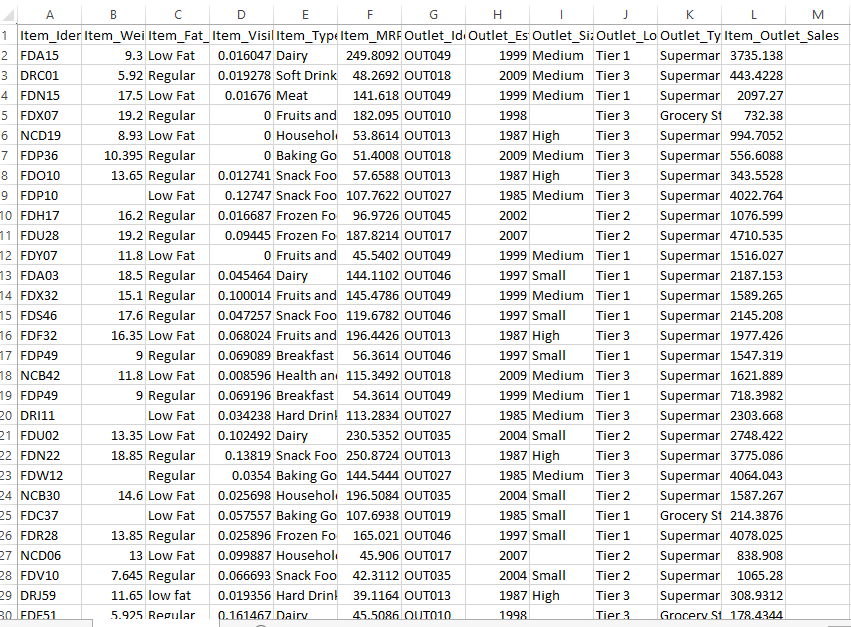 A B C D E F G H I J K L M
1 Item_Iden Item_Wei Item_Fat_ Item_Visil Item_Type Item_MRP Outlet_Ide Outlet_Es Outlet_Siz Outlet_Lo Outlet_Ty Item_Outlet_Sales
2 FDA15 9.3 Low Fat 0.016047 Dairy 249.8092 OUT049 1999 Medium Tier 1 Supermar 3735.138
3 DRC01 5.92 Regular 0.019278 Soft Drink 48.2692 OUT018 2009 Medium Tier 3 Supermar 443.4228
4 FDN15 17.5 Low Fat 0.01676 Meat 141.618 OUT049 1999 Medium Tier 1 Supermar 2097.27
5 FDX07 19.2 Regular 0 Fruits and 182.095 OUT010 1998 Tier 3 Grocery St 732.38
6 NCD19 8.93 Low Fat 0 Househol 53.8614 OUT013 1987 High Tier 3 Supermar 994.7052
7 FDP36 10.395 Regular 0 Baking Go 51.4008 OUT018 2009 Medium Tier 3 Supermar 556.6088
8 FDO10 13.65 Regular 0.012741 Snack Foo 57.6588 OUT013 1987 High Tier 3 Supermar 343.5528
9 FDP10 Low Fat 0.12747 Snack Foo 107.7622 OUT027 1985 Medium Tier 3 Supermar 4022.764
10 FDH17 16.2 Regular 0.016687 Frozen Fo 96.9726 OUT045 2002 Tier 2 Supermar 1076.599
11 FDU28 19.2 Regular 0.09445 Frozen Fo 187.8214 OUT017 2007 Tier 2 Supermar 4710.535
12 FDY07 11.8 Low Fat 0 Fruits and 45.5402 OUT049 1999 Medium Tier 1 Supermar 1516.027
13 FDA03 18.5 Regular 0.045464 Dairy 144.1102 OUT046 1997 Small Tier 1 Supermar 2187.153
14 FDX32 15.1 Regular 0.100014 Fruits and 145.4786 OUT049 1999 Medium Tier 1 Supermar 1589.265
15 FDS46 17.6 Regular 0.047257 Snack Foo 119.6782 OUT046 1997 Small Tier 1 Supermar 2145.208
16 FDF32 16.35 Low Fat 0.068024 Fruits and 196.4426 OUT013 1987 High Tier 3 Supermar 1977.426
17 FDP49 9 Regular 0.069089 Breakfast 56.3614 OUT046 1997 Small Tier 1 Supermar 1547.319
18 NCB42 11.8 Low Fat 0.008596 Health an 115.3492 OUT018 2009 Medium Tier 3 Supermar 1621.889
19 FDP49 9 Regular 0.069196 Breakfast 54.3614 OUT049 1999 Medium Tier 1 Supermar 718.3982
20 DRI11 Low Fat 0.034238 Hard Drink 113.2834 OUT027 1985 Medium Tier 3 Supermar 2303.668
21 FDU02 13.35 Low Fat 0.102492 Dairy 230.5352 OUT035 2004 Small Tier 2 Supermar 2748.422
22 FDN22 18.85 Regular 0.13819 Snack Foo 250.8724 OUT013 1987 High Tier 3 Supermar 3775.086
23 FDW12 Regular 0.0354 Baking Go 144.5444 OUT027 1985 Medium Tier 3 Supermar 4064.043
24 NCB30 14.6 Low Fat 0.025698 Househol 196.5084 OUT035 2004 Small Tier 2 Supermar 1587.267
25 FDC37 Low Fat 0.057557 Baking Go 107.6938 OUT019 1985 Small Tier 1 Grocery St 214.3876
26 FDR28 13.85 Regular 0.025896 Frozen Fo 165.021 OUT046 1997 Small Tier 1 Supermar 4078.025
27 NCD06 13 Low Fat 0.099887 Househol 45.906 OUT017 2007 Tier 2 Supermar 838.908
28 FDV10 7.645 Regular 0.066693 Snack Foo 42.3112 OUT035 2004 Small Tier 2 Supermar 1065.28
29 DRJ59 11.65 low fat 0.019356 Hard Drink 39.1164 OUT013 1987 High Tier 3 Supermar 308.9312
30 FDE51 5.925 Regular 0.161467 Dairy 45.5086 OUT010 1998 Tier 3 Grocery St 178.4344